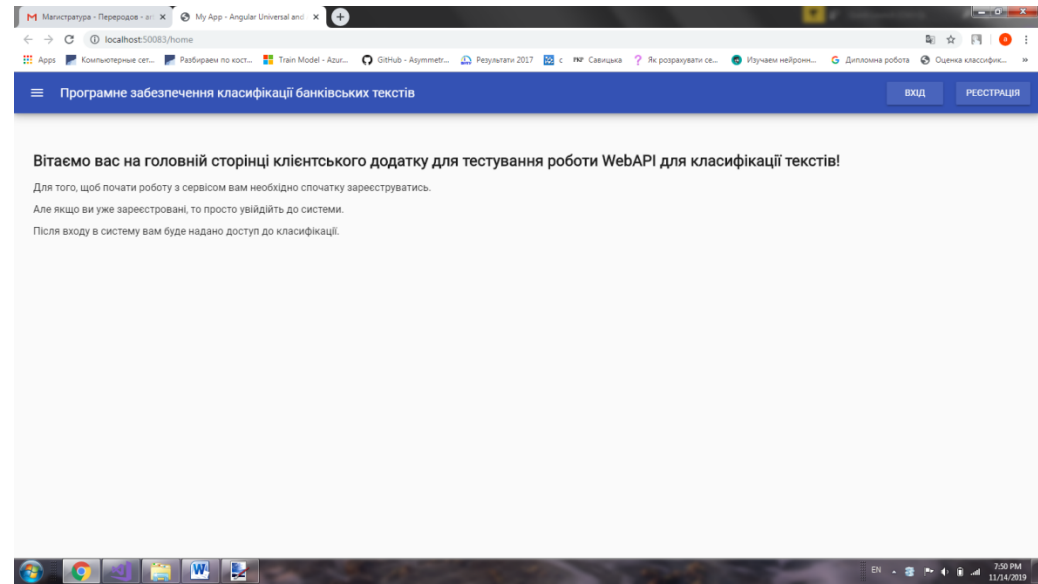 Магистратура - Переродов - an
My App - Angular Universal and
localhost:50083/home
Apps Компьютерные сет... Разбираем по кост... Train Model - Azur... GitHub - Asymmetr... Результати 2017 с РКР Савицька Як розрахувати се... Изучаем нейронн... Дипломна робота Оценка классифик... »
Програмне забезпечення класифікації банківських текстів ВХІД РЕЄСТРАЦІЯ
Вітаємо вас на головній сторінці клієнтського додатку для тестування роботи WebAPI для класифікації текстів!
Для того, щоб почати роботу з сервісом вам необхідно спочатку зареєструватись.
Але якщо ви уже зареєстровані, то просто увійдійть до системи.
Після входу в систему вам буде надано доступ до класифікації.
EN 7:50 PM
11/14/2019